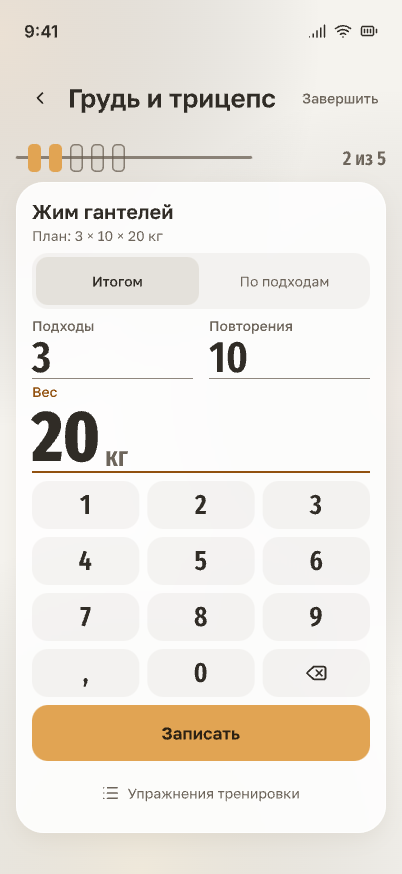 9:41
Грудь и трицепс
Завершить
2 из 5
Жим гантелей
План: 3 × 10 × 20 кг
Итогом
По подходам
Подходы
Повторения
3
10
Вес
20 кг
1 2 3
4 5 6
7 8 9
, 0
Записать
Упражнения тренировки